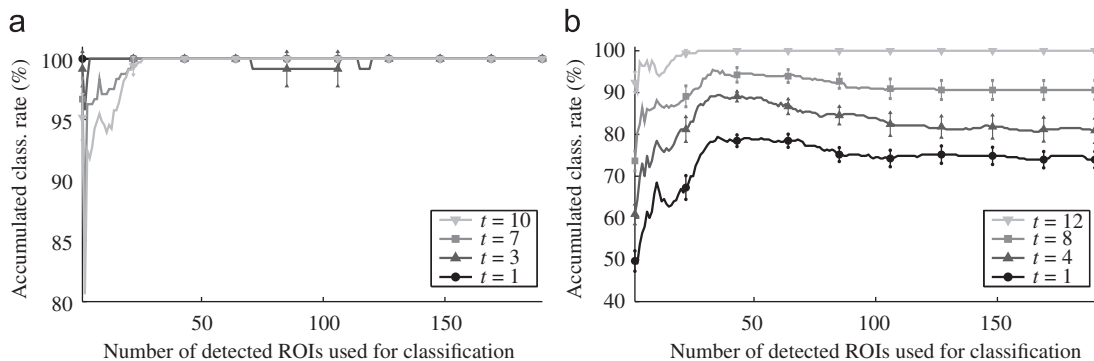 a
Accumulated class. rate (%)
100
95
90
85
80
50
100
150
t = 10
t = 7
t = 3
t = 1
Number of detected ROIs used for classification
b
Accumulated class. rate (%)
100
90
80
70
60
50
40
50
100
150
t = 12
t = 8
t = 4
t = 1
Number of detected ROIs used for classification